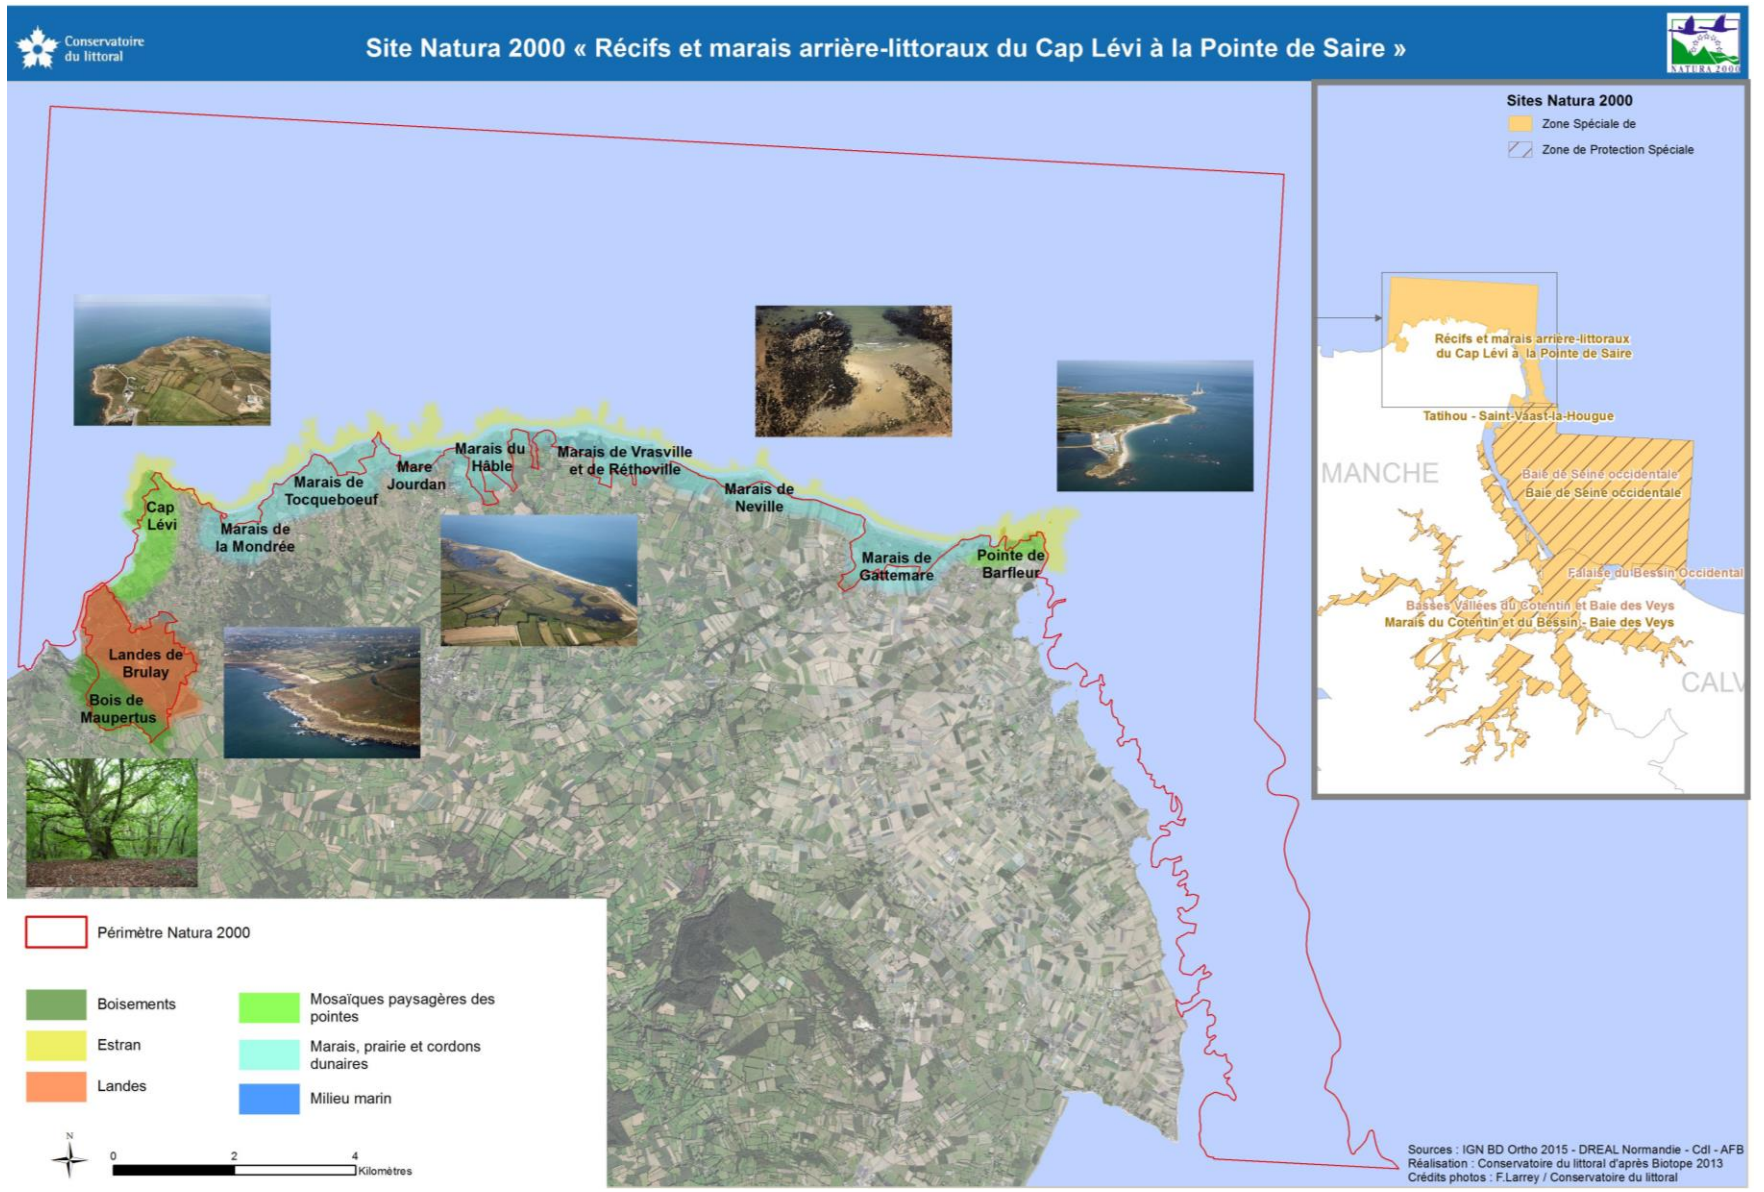 Conservatoire
du littoral
Site Natura 2000 « Récifs et marais arrière-littoraux du Cap Lévi à la Pointe de Saire »
NATURA 2000
Sites Natura 2000
Zone Spéciale de
Zone de Protection Spéciale
Récifs et marais arrière-littoraux
du Cap Lévi à la Pointe de Saire
Tatihou - Saint-Vaast-la-Hougue
MANCHE
Baie de Seine occidentale
Baie de Seine occidentale
Falaise du Bessin Occidental
Basses Vallées du Cotentin et Baie des Veys
Marais du Cotentin et du Bessin - Baie des Veys
CALV
Cap
Lévi
Marais de
la Mondrée
Marais de
Tocqueboeuf
Mare
Jourdan
Marais du
Hâble
Marais de Vrasville
et de Réthoville
Marais de
Neville
Marais de
Gattemare
Pointe de
Barfleur
Landes de
Brulay
Bois de
Maupertus
Périmètre Natura 2000
Boisements
Estran
Landes
Mosaïques paysagères des
pointes
Marais, prairie et cordons
dunaires
Milieu marin
N
0 2 4
Kilomètres
Sources : IGN BD Ortho 2015 - DREAL Normandie - Cdl - AFB
Réalisation : Conservatoire du littoral d'après Biotope 2013
Crédits photos : F.Larrey / Conservatoire du littoral